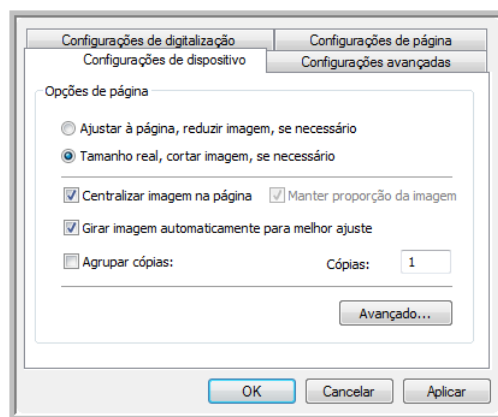 Configurações de digitalização Configurações de página
Configurações de dispositivo Configurações avançadas
Opções de página
Ajustar à página, reduzir imagem, se necessário
Tamanho real, cortar imagem, se necessário
Centralizar imagem na página Manter proporção da imagem
Girar imagem automaticamente para melhor ajuste
Agrupar cópias: Cópias: 1
Avançado...
OK Cancelar Aplicar